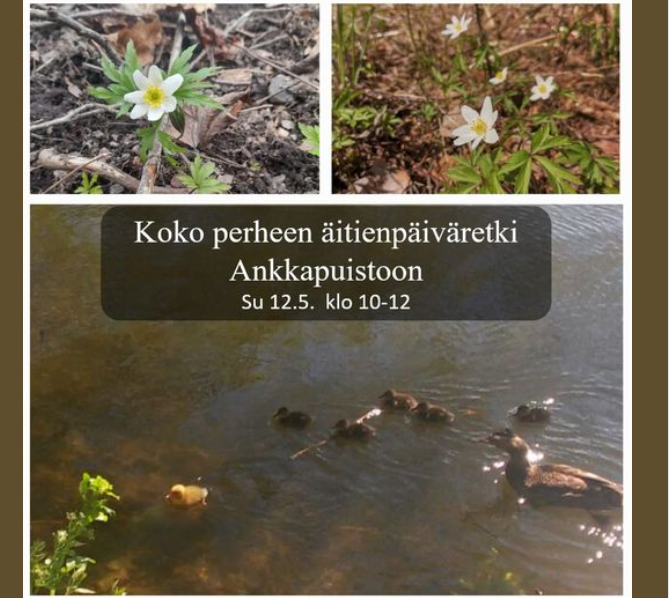 Koko perheen äitienpäiväretki
Ankkapuistoon
Su 12.5. klo 10-12